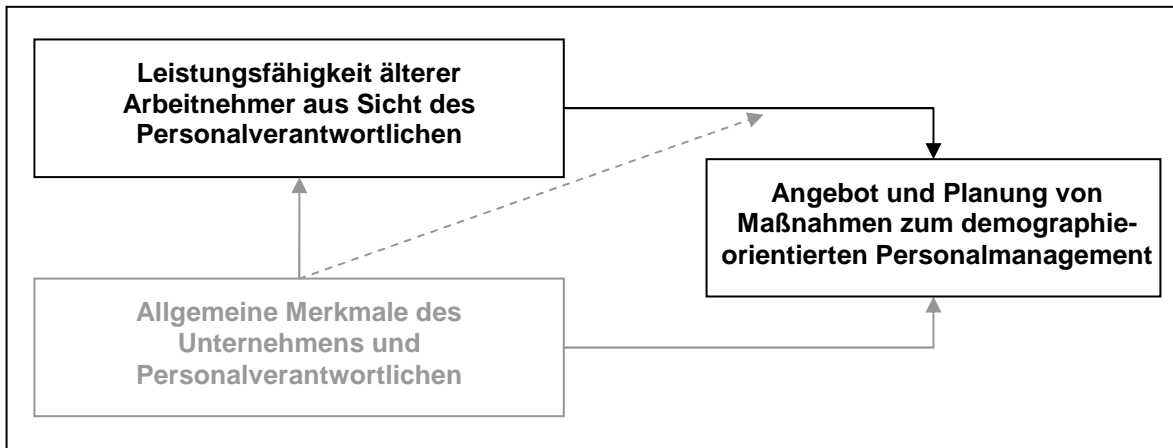 Leistungsfähigkeit älterer
Arbeitnehmer aus Sicht des
Personalverantwortlichen
Angebot und Planung von
Maßnahmen zum demographie-
orientierten Personalmanagement
Allgemeine Merkmale des
Unternehmens und
Personalverantwortlichen